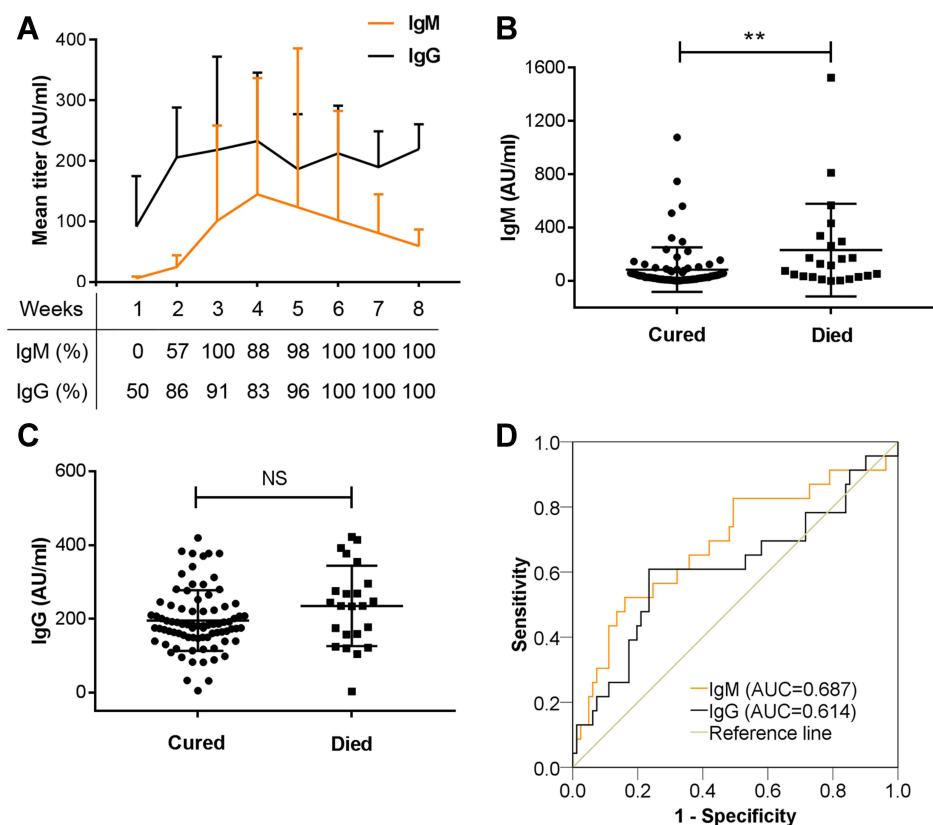 A
IgM
IgG
400
300
200
100
0
Mean titer (AU/ml)
Weeks 1 2 3 4 5 6 7 8
IgM (%) 0 57 100 88 98 100 100 100
IgG (%) 50 86 91 83 96 100 100 100
B
**
1600
1200
800
400
0
IgM (AU/ml)
Cured Died
C
NS
600
400
200
0
IgG (AU/ml)
Cured Died
D
1.0
0.8
0.6
0.4
0.2
0.0
Sensitivity
IgM (AUC=0.687)
IgG (AUC=0.614)
Reference line
0.0 0.2 0.4 0.6 0.8 1.0
1 - Specificity